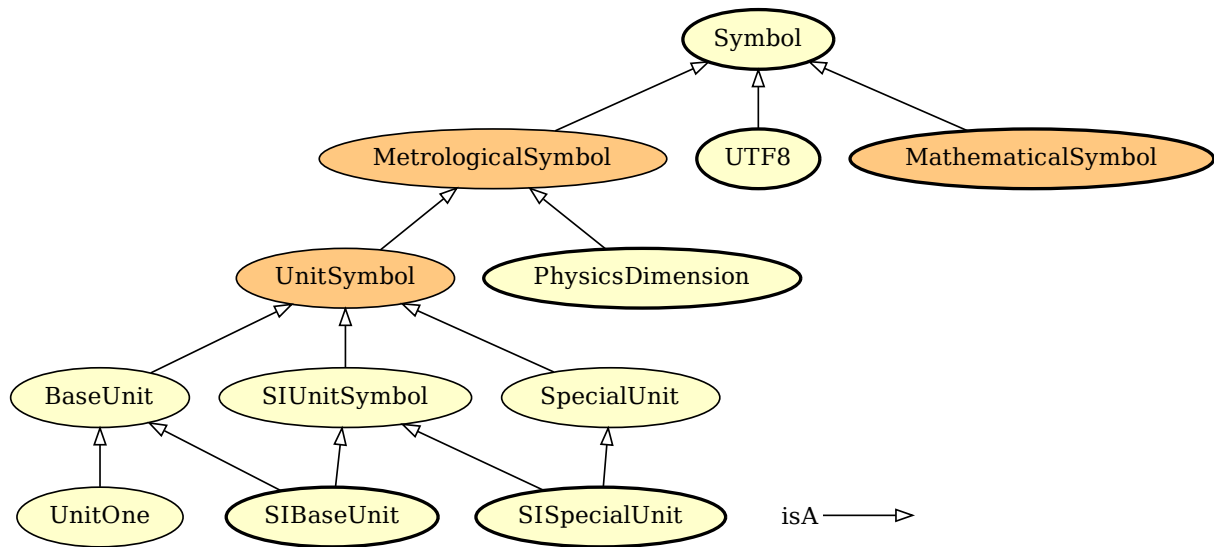 Symbol
MetrologicalSymbol
UTF8
MathematicalSymbol
UnitSymbol
PhysicsDimension
BaseUnit
SIUnitSymbol
SpecialUnit
UnitOne
SIBaseUnit
SISpecialUnit
isA